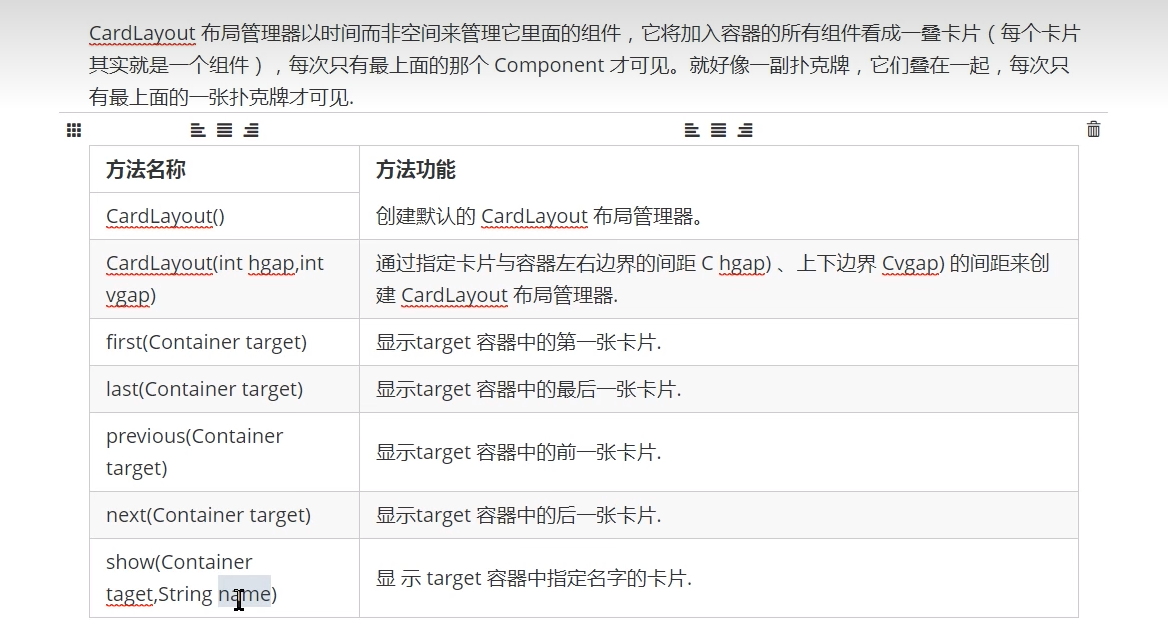 CardLayout 布局管理器以时间而非空间来管理它里面的组件，它将加入容器的所有组件看成一叠卡片（每个卡片
其实就是一个组件），每次只有最上面的那个 Component 才可见。就好像一副扑克牌，它们叠在一起，每次只
有最上面的一张扑克牌才可见.
方法名称 方法功能
CardLayout() 创建默认的 CardLayout 布局管理器。
CardLayout(int hgap,int
vgap)
通过指定卡片与容器左右边界的间距 C hgap) 、上下边界 Cvgap) 的间距来创
建 CardLayout 布局管理器.
first(Container target) 显示target 容器中的第一张卡片.
last(Container target) 显示target 容器中的最后一张卡片.
previous(Container
target)
显示target 容器中的前一张卡片.
next(Container target) 显示target 容器中的后一张卡片.
show(Container
taget,String name)
显 示 target 容器中指定名字的卡片.